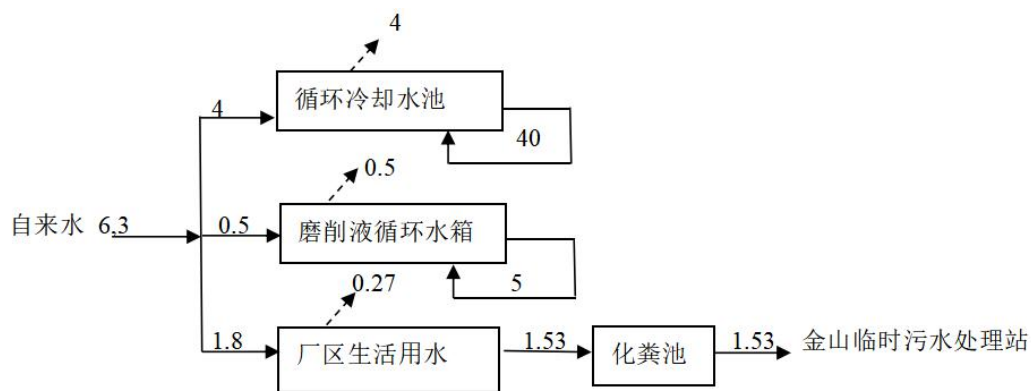 4
循环冷却水池
4
40
0.5
自来水 6,3
0.5
磨削液循环水箱
5
0.27
1.8
厂区生活用水
1.53
化粪池
1.53
金山临时污水处理站